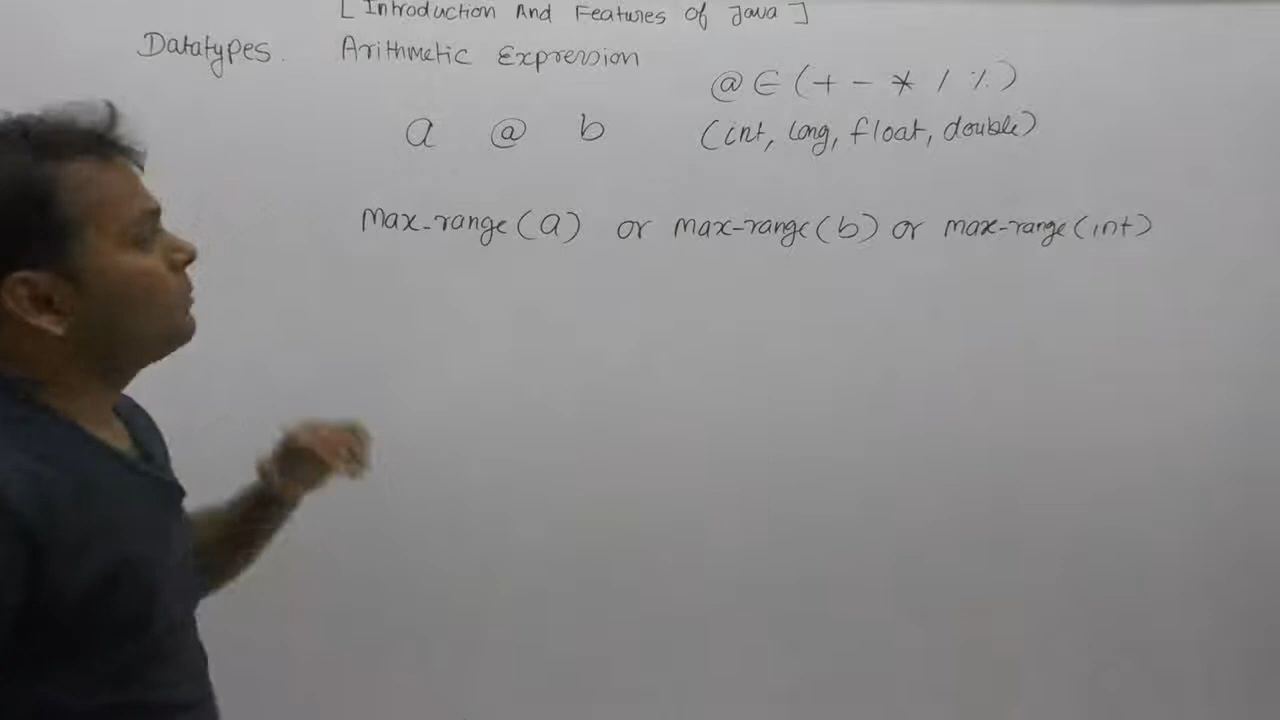 [ Introduction And Features of Java ]
Datatypes. Arithmetic Expression
@ ∈ (+ - * / %)
a @ b (int, long, float, double)
max-range(a) or max-range(b) or max-range(int)